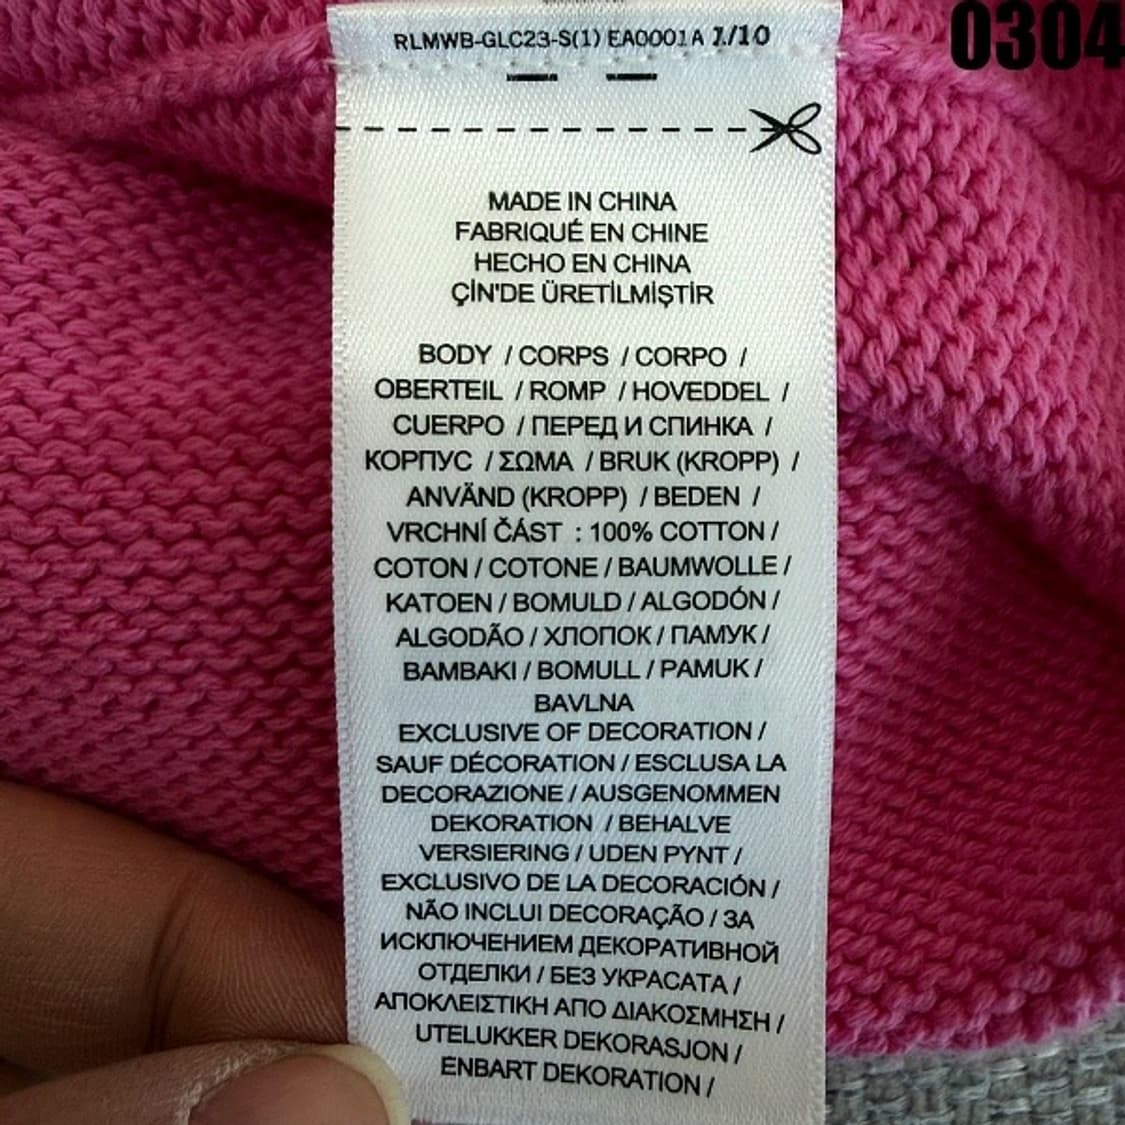 RLMWB-GLC23-S(1) EA0001A 1/10
0304
MADE IN CHINA
FABRIQUÉ EN CHINE
HECHO EN CHINA
ÇİN'DE ÜRETİLMİŞTİR
BODY / CORPS / CORPO /
OBERTEIL / ROMP / HOVEDDEL /
CUERPO / ПЕРЕД И СПИНКА /
КОРПУС / ΣΩΜΑ / BRUK (KROPP) /
ANVÄND (KROPP) / BEDEN /
VRCHNÍ ČÁST : 100% COTTON /
COTON / COTONE / BAUMWOLLE /
KATOEN / BOMULD / ALGODÓN /
ALGODÃO / ХЛОПОК / ПАМУК /
BAMBAKI / BOMULL / PAMUK /
BAVLNA
EXCLUSIVE OF DECORATION /
SAUF DÉCORATION / ESCLUSA LA
DECORAZIONE / AUSGENOMMEN
DEKORATION / BEHALVE
VERSIERING / UDEN PYNT /
EXCLUSIVO DE LA DECORACIÓN /
NÃO INCLUI DECORAÇÃO / ЗА
ИСКЛЮЧЕНИЕМ ДЕКОРАТИВНОЙ
ОТДЕЛКИ / БЕЗ УКРАСАТА /
ΑΠΟΚΛΕΙΣΤΙΚΗ ΑΠΟ ΔΙΑΚΟΣΜΗΣΗ /
UTELUKKER DEKORASJON /
ENBART DEKORATION /